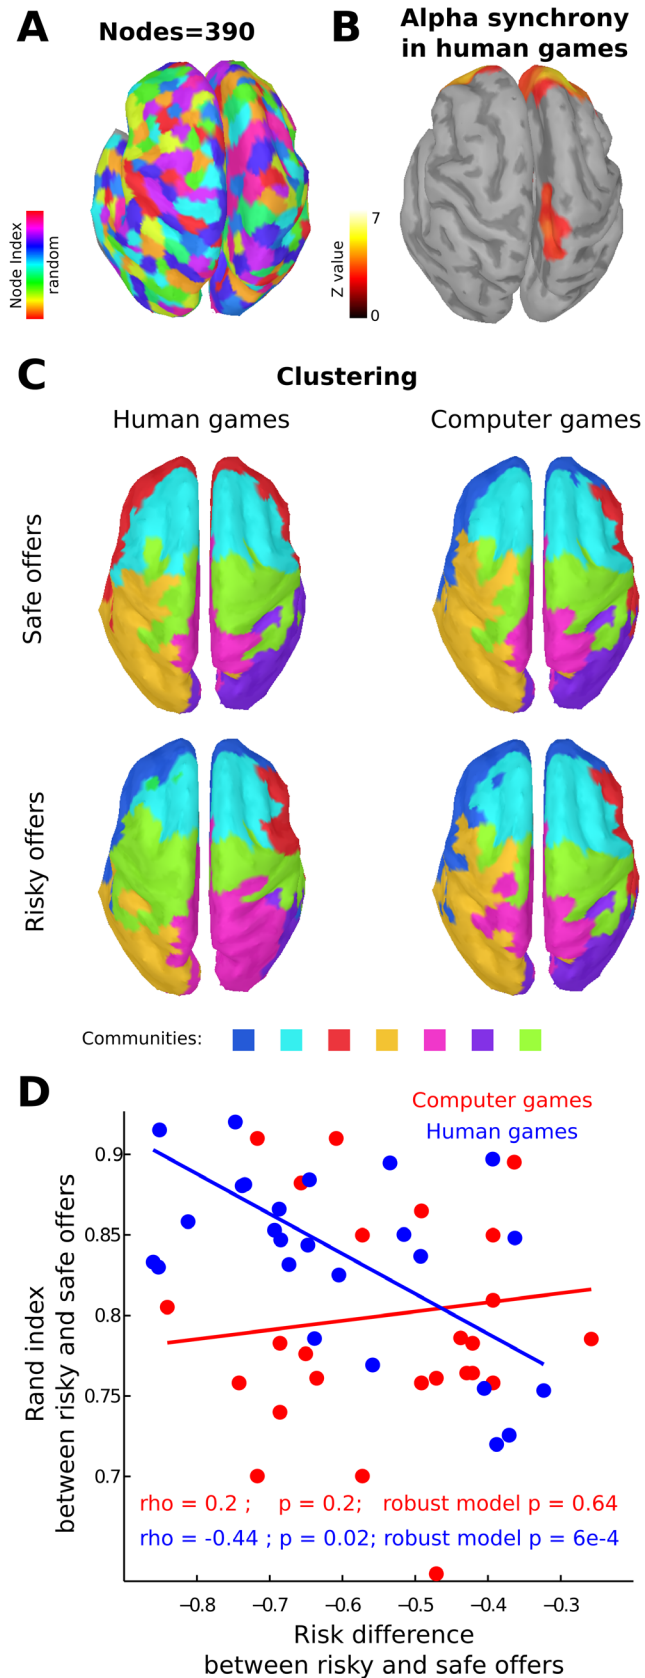 A
Nodes=390
Node Index
random
B
Alpha synchrony
in human games
Z value
7
0
C
Clustering
Human games
Computer games
Safe offers
Risky offers
Communities:
D
Computer games
Human games
Rand index
between risky and safe offers
0.9
0.85
0.8
0.75
0.7
rho = 0.2 ; p = 0.2; robust model p = 0.64
rho = -0.44 ; p = 0.02; robust model p = 6e-4
−0.8 −0.7 −0.6 −0.5 −0.4 −0.3
Risk difference
between risky and safe offers